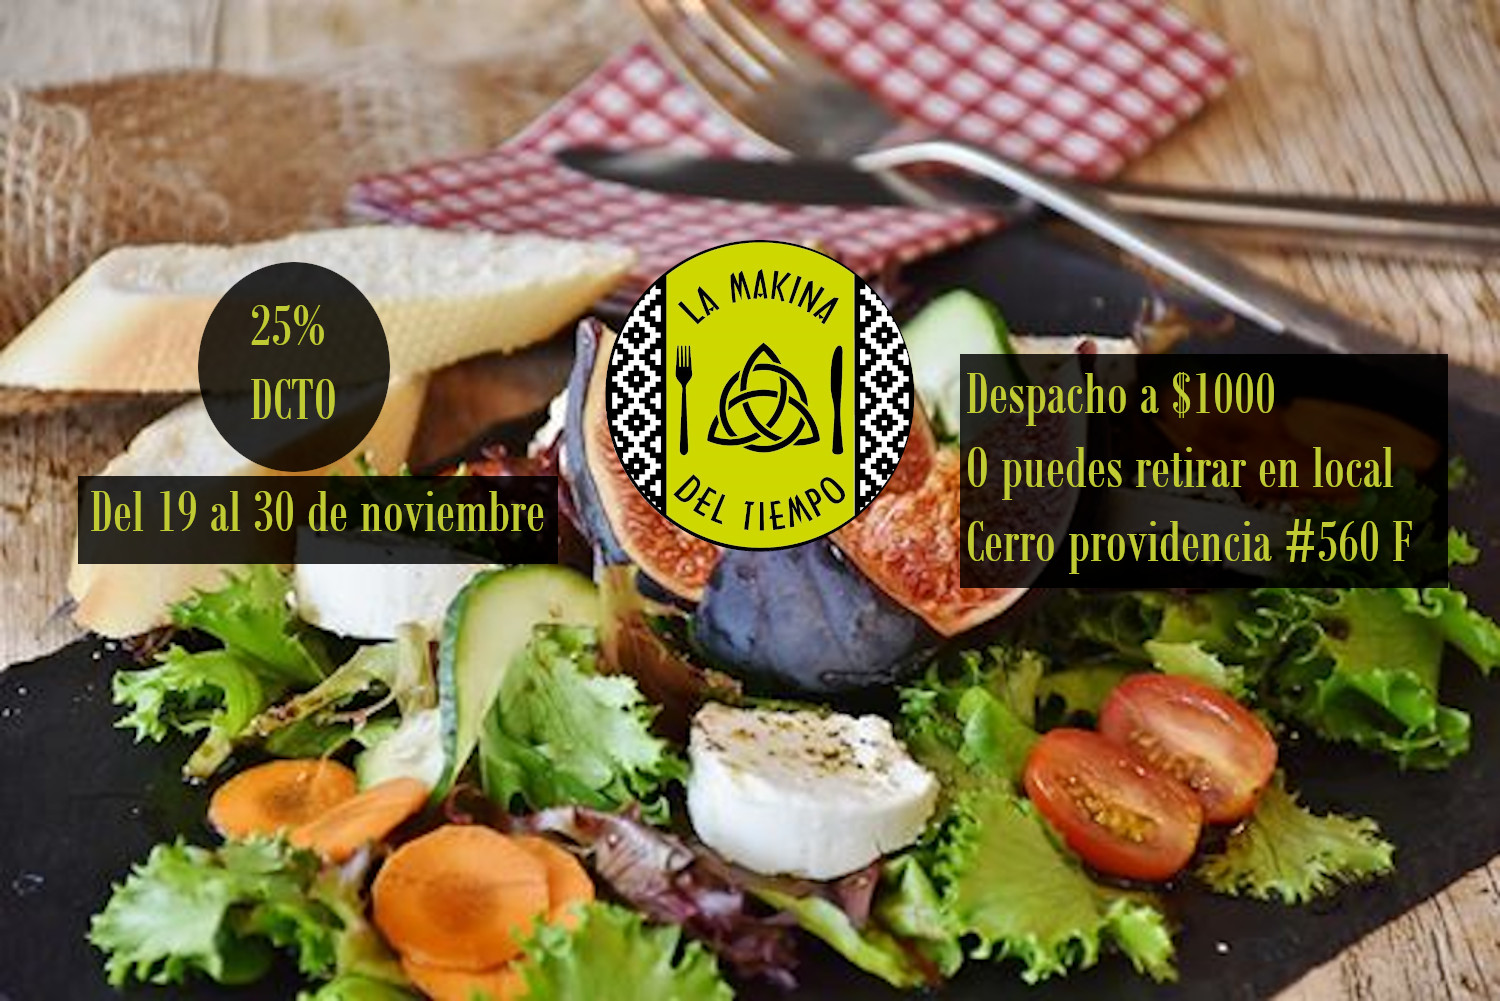 25%
DCTO
Del 19 al 30 de noviembre
LA MAKINA
DEL TIEMPO
Despacho a $1000
O puedes retirar en local
Cerro providencia #560 F